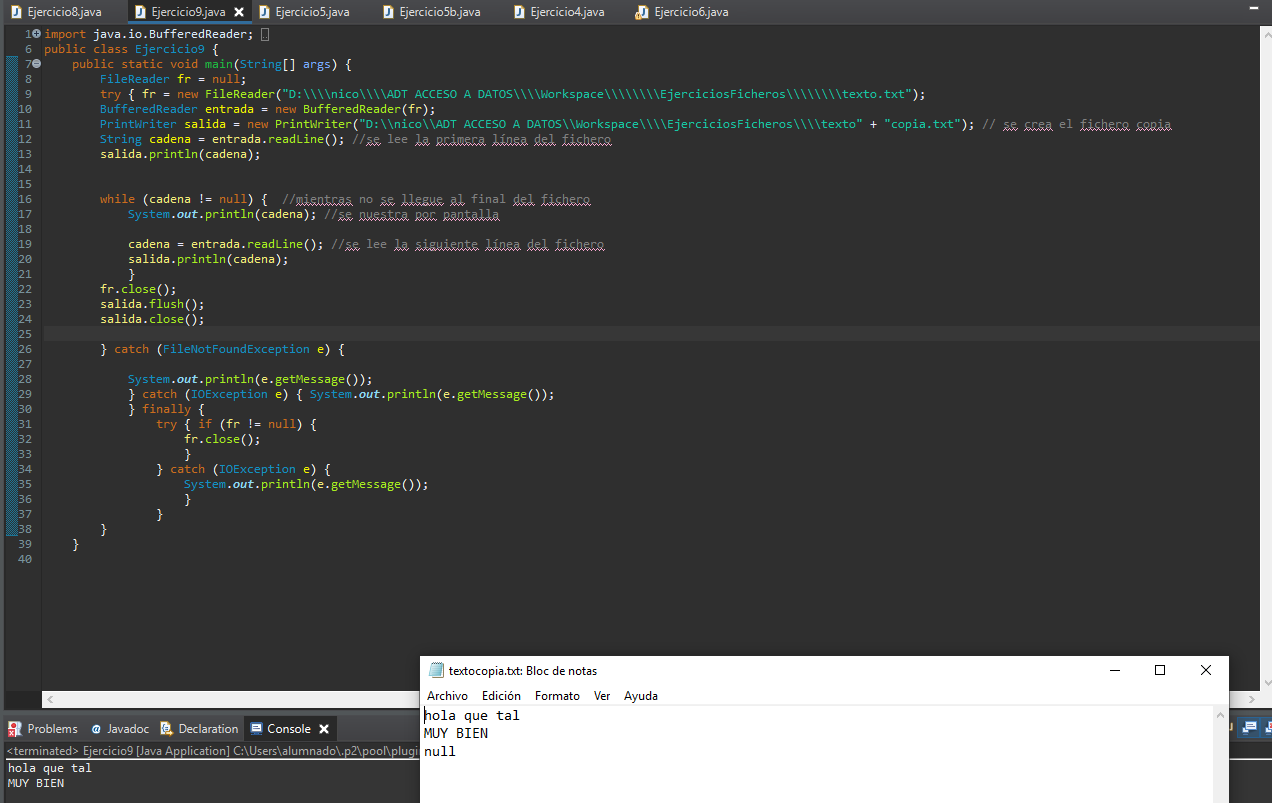 Ejercicio8.java Ejercicio9.java Ejercicio5.java Ejercicio5b.java Ejercicio4.java Ejercicio6.java
1 import java.io.BufferedReader;
6 public class Ejercicio9 {
7 public static void main(String[] args) {
8 FileReader fr = null;
9 try { fr = new FileReader("D:\\\\nico\\\\ADT ACCESO A DATOS\\\\Workspace\\\\\\\\EjerciciosFicheros\\\\\\\\texto.txt");
10 BufferedReader entrada = new BufferedReader(fr);
11 PrintWriter salida = new PrintWriter("D:\\nico\\ADT ACCESO A DATOS\\Workspace\\\\EjerciciosFicheros\\\\texto" + "copia.txt"); // se crea el fichero copia
12 String cadena = entrada.readLine(); //se lee la primera línea del fichero
13 salida.println(cadena);
14
15
16 while (cadena != null) { //mientras no se llegue al final del fichero
17 System.out.println(cadena); //se nuestra por pantalla
18
19 cadena = entrada.readLine(); //se lee la siguiente línea del fichero
20 salida.println(cadena);
21 }
22 fr.close();
23 salida.flush();
24 salida.close();
25
26 } catch (FileNotFoundException e) {
27
28 System.out.println(e.getMessage());
29 } catch (IOException e) { System.out.println(e.getMessage());
30 } finally {
31 try { if (fr != null) {
32 fr.close();
33 }
34 } catch (IOException e) {
35 System.out.println(e.getMessage());
36 }
37 }
38 }
39 }
40
textocopia.txt: Bloc de notas
Archivo Edición Formato Ver Ayuda
hola que tal
MUY BIEN
null
Problems Javadoc Declaration Console
<terminated> Ejercicio9 [Java Application] C:\Users\alumnado\.p2\pool\plugin
hola que tal
MUY BIEN